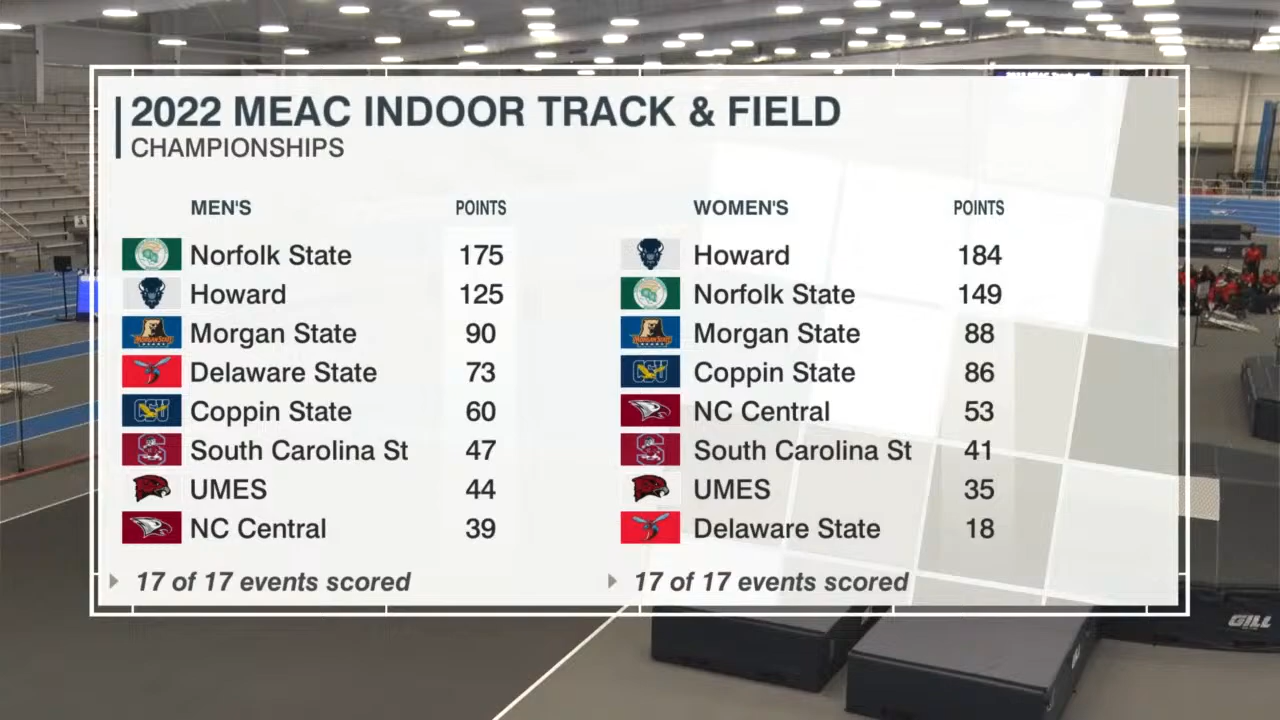 2022 MEAC INDOOR TRACK & FIELD
CHAMPIONSHIPS
MEN'S POINTS
Norfolk State 175
Howard 125
Morgan State 90
Delaware State 73
Coppin State 60
South Carolina St 47
UMES 44
NC Central 39
17 of 17 events scored
WOMEN'S POINTS
Howard 184
Norfolk State 149
Morgan State 88
Coppin State 86
NC Central 53
South Carolina St 41
UMES 35
Delaware State 18
17 of 17 events scored
GILL